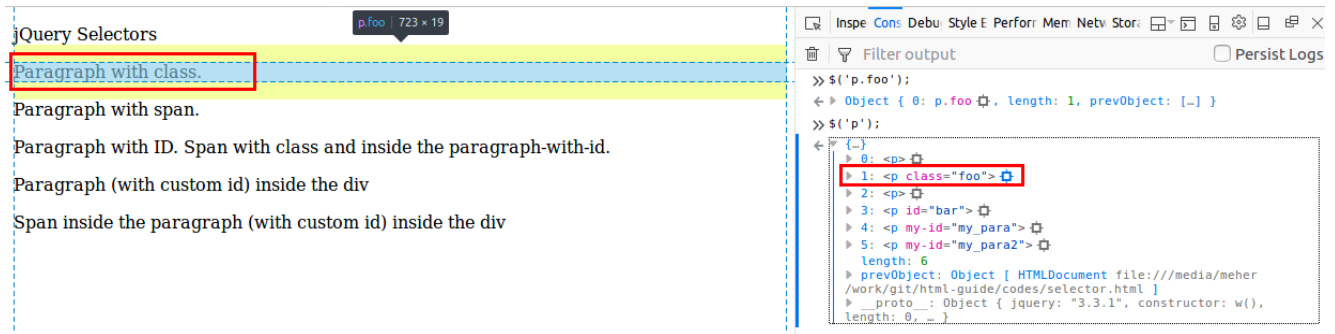 p.foo | 723 × 19
jQuery Selectors
Paragraph with class.
Paragraph with span.
Paragraph with ID. Span with class and inside the paragraph-with-id.
Paragraph (with custom id) inside the div
Span inside the paragraph (with custom id) inside the div
Inspe Cons Debu Style E Perforr Mem Netw Stora
Filter output Persist Logs
$('p.foo');
Object { 0: p.foo, length: 1, prevObject: […] }
$('p');
{…}
0: <p>
1: <p class="foo">
2: <p>
3: <p id="bar">
4: <p my-id="my_para">
5: <p my-id="my_para2">
length: 6
prevObject: Object [ HTMLDocument file:///media/meher
/work/git/html-guide/codes/selector.html ]
__proto__: Object { jquery: "3.3.1", constructor: w(),
length: 0, … }